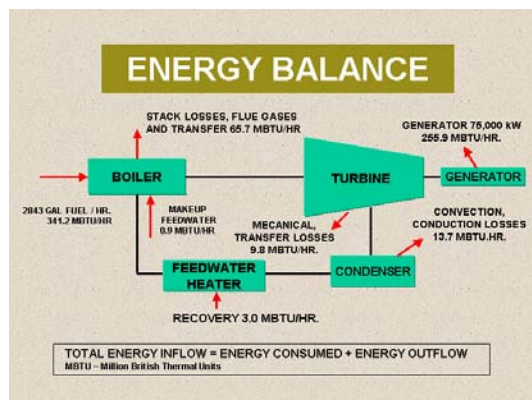 ENERGY BALANCE
STACK LOSSES, FLUE GASES
AND TRANSFER 65.7 MBTU/HR
GENERATOR 75,000 kW
255.9 MBTU/HR.
BOILER
TURBINE
GENERATOR
2843 GAL FUEL / HR.
341.2 MBTU/HR
MAKEUP
FEEDWATER
0.9 MBTU/HR
MECANICAL,
TRANSFER LOSSES
9.8 MBTU/HR.
CONVECTION,
CONDUCTION LOSSES
13.7 MBTU.HR.
FEEDWATER
HEATER
CONDENSER
RECOVERY 3.0 MBTU/HR.
TOTAL ENERGY INFLOW = ENERGY CONSUMED + ENERGY OUTFLOW
MBTU – Million British Thermal Units